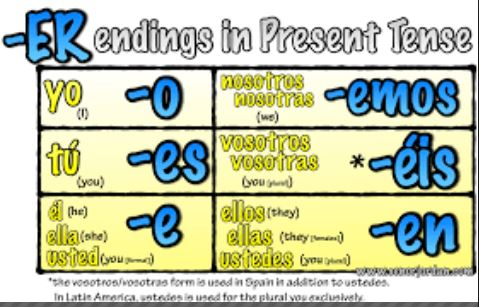 -ER endings in Present Tense
yo -o
(I)
nosotros
nosotras -emos
(we)
tú -es
(you)
vosotros
vosotras * -éis
(you (plural))
él (he)
ella (she) -e
usted (you (formal))
ellos (they)
ellas (they (females)) -en
ustedes (you (plural))
www.senorjordan.com
*the vosotros/vosotras form is used in Spain in addition to ustedes.
In Latin America, ustedes is used for the plural you exclusively.